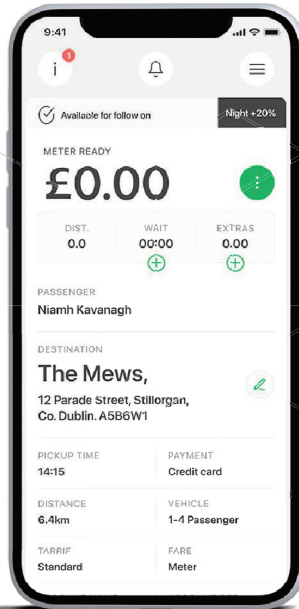 9:41
i 1
Available for follow on Night +20%
METER READY
£0.00
DIST. WAIT EXTRAS
0.0 00:00 0.00
PASSENGER
Niamh Kavanagh
DESTINATION
The Mews,
12 Parade Street, Stillorgan,
Co. Dublin. A5B6W1
PICKUP TIME PAYMENT
14:15 Credit card
DISTANCE VEHICLE
6.4km 1-4 Passenger
TARRIF FARE
Standard Meter